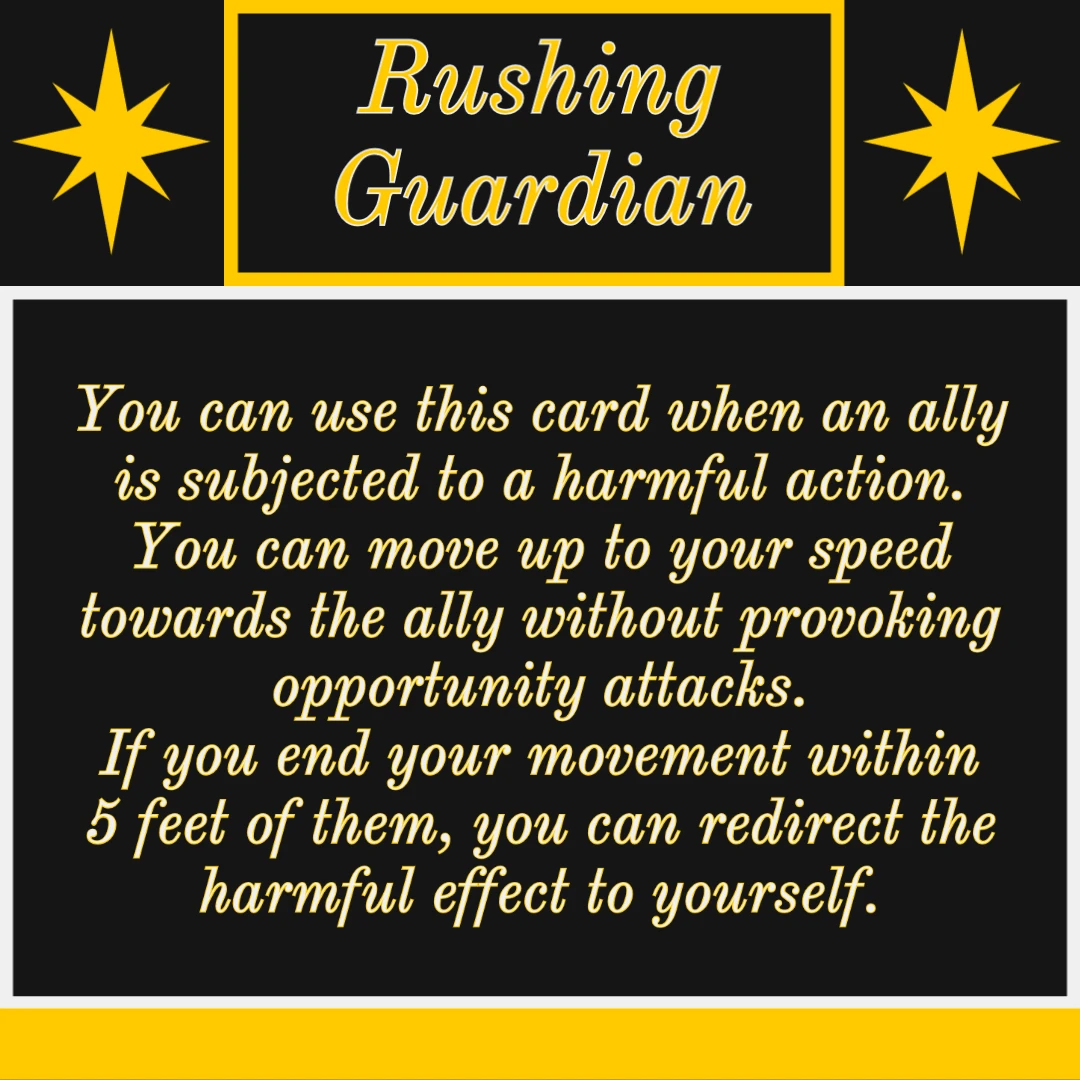 Rushing
Guardian
You can use this card when an ally
is subjected to a harmful action.
You can move up to your speed
towards the ally without provoking
opportunity attacks.
If you end your movement within
5 feet of them, you can redirect the
harmful effect to yourself.